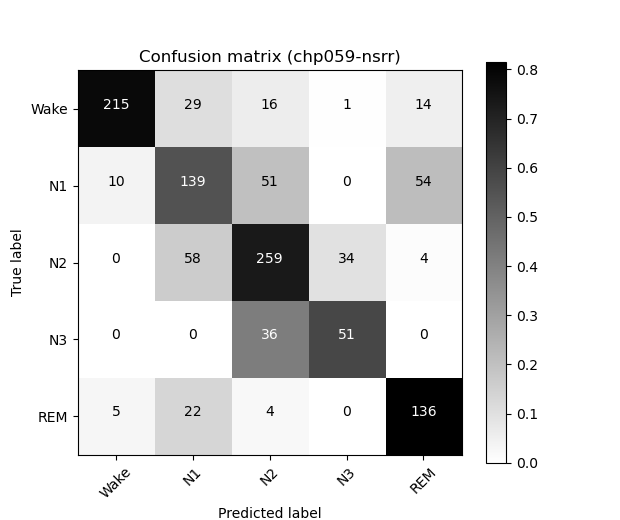 Confusion matrix (chp059-nsrr)
Wake 215 29 16 1 14
N1 10 139 51 0 54
N2 0 58 259 34 4
N3 0 0 36 51 0
REM 5 22 4 0 136
Wake N1 N2 N3 REM
Predicted label
True label
0.8
0.7
0.6
0.5
0.4
0.3
0.2
0.1
0.0